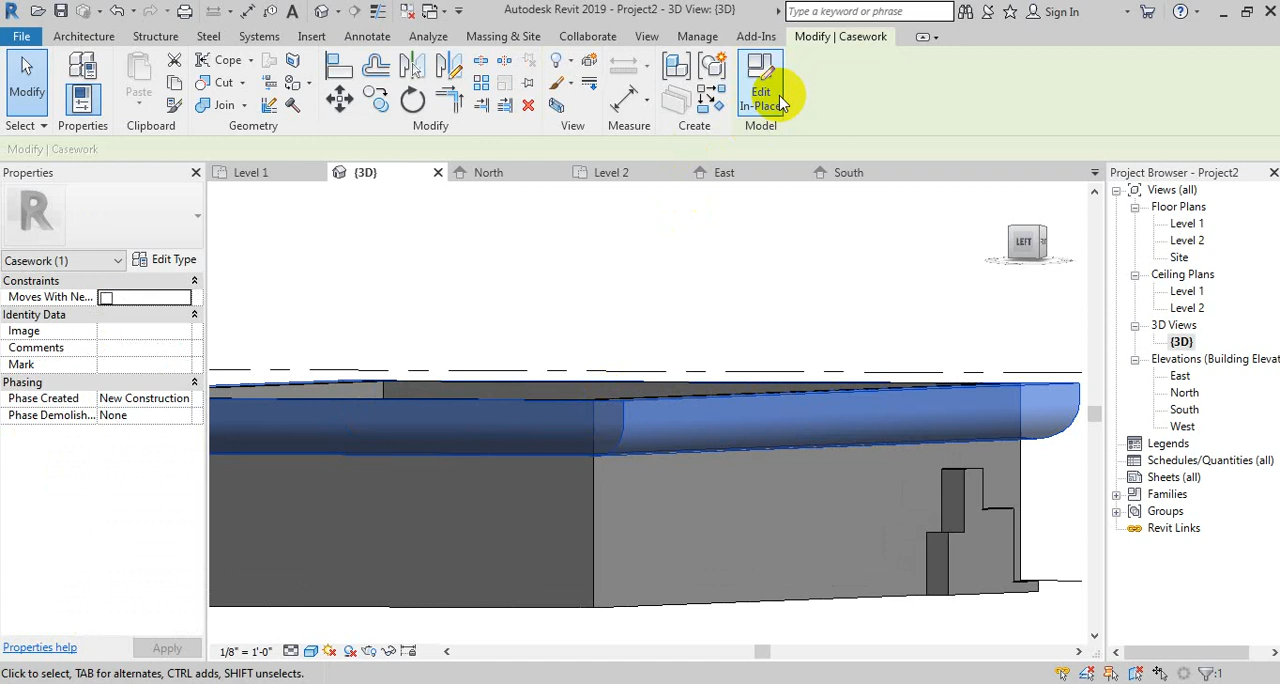 Autodesk Revit 2019 - Project2 - 3D View: {3D}
Type a keyword or phrase
Sign In
File Architecture Structure Steel Systems Insert Annotate Analyze Massing & Site Collaborate View Manage Add-Ins Modify | Casework
Modify
Paste
Cope
Cut
Join
Edit
In-Place
Select Properties Clipboard Geometry Modify View Measure Create Model
Modify | Casework
Properties
Level 1 {3D} North Level 2 East South
Project Browser - Project2
R
Casework (1) Edit Type
Constraints
Moves With Ne...
Identity Data
Image
Comments
Mark
Phasing
Phase Created New Construction
Phase Demolish... None
LEFT
Views (all)
Floor Plans
Level 1
Level 2
Site
Ceiling Plans
Level 1
Level 2
3D Views
{3D}
Elevations (Building Elevat
East
North
South
West
Legends
Schedules/Quantities (all)
Sheets (all)
Families
Groups
Revit Links
Properties help Apply
1/8" = 1'-0"
Click to select, TAB for alternates, CTRL adds, SHIFT unselects.
:1